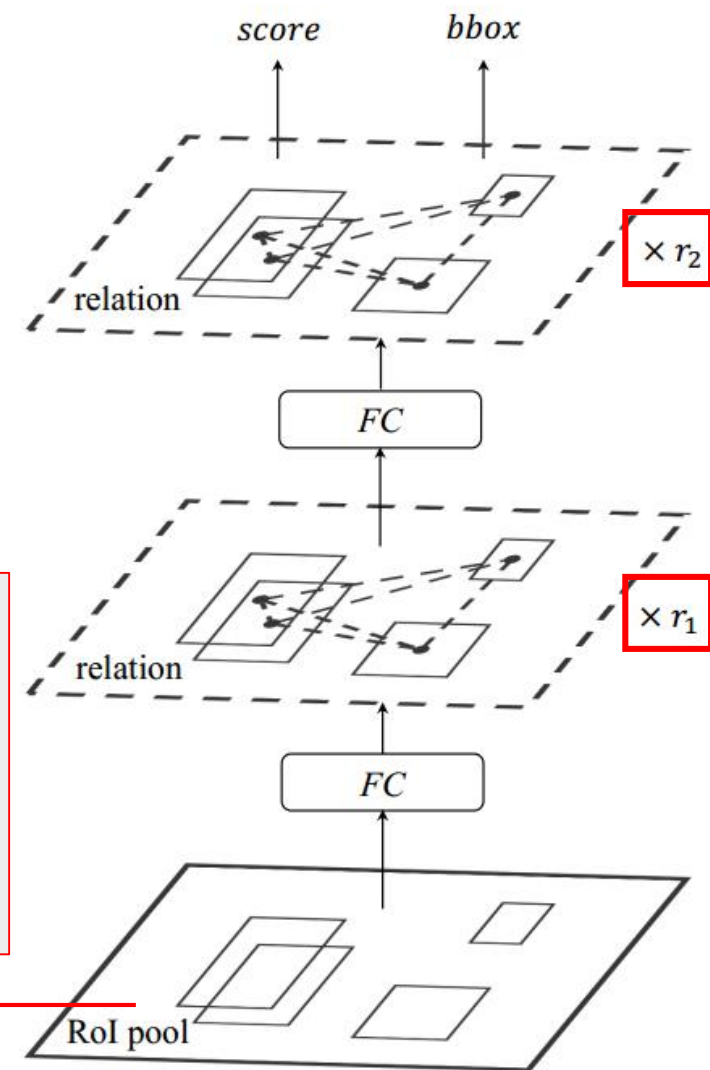 score bbox
× r₂
relation
FC
× r₁
relation
FC
RoI pool